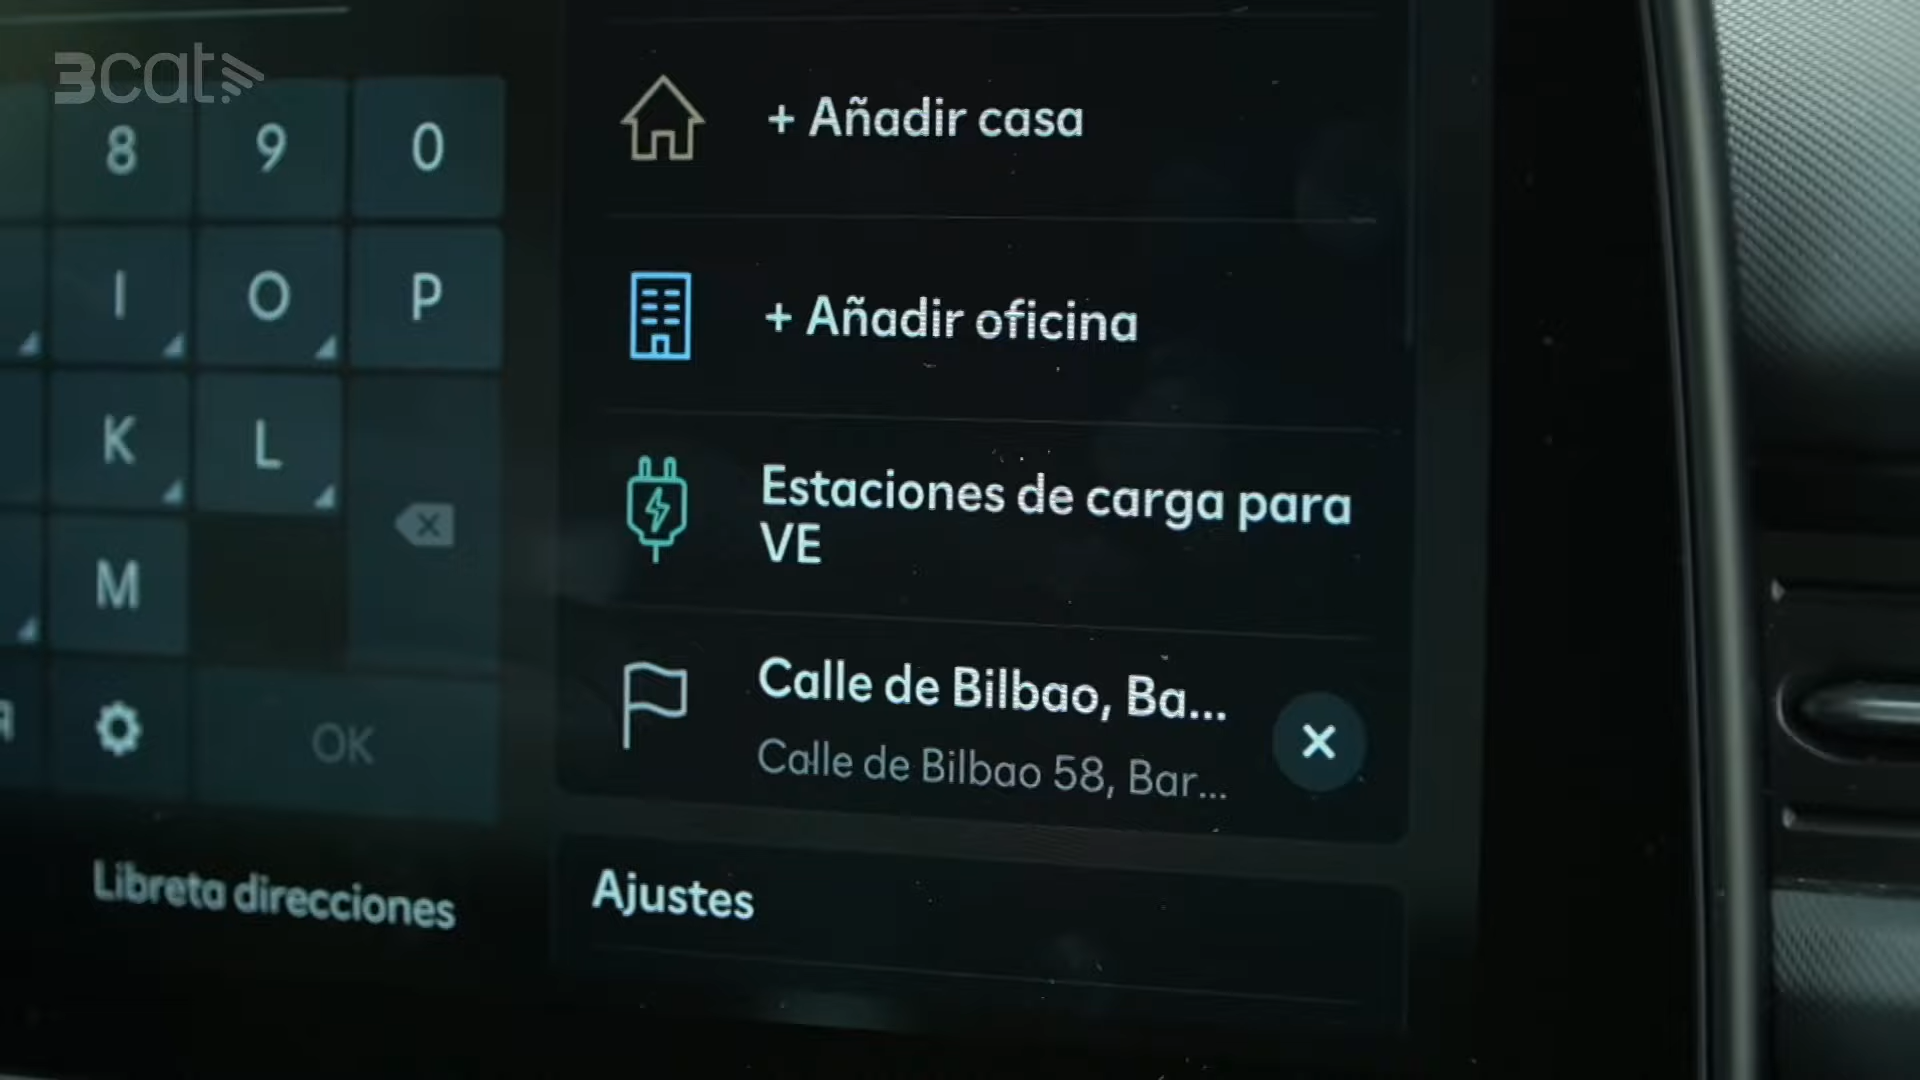 3cat
8 9 0
I O P
K L
M
OK
Libreta direcciones
+ Añadir casa
+ Añadir oficina
Estaciones de carga para
VE
Calle de Bilbao, Ba...
Calle de Bilbao 58, Bar...
Ajustes